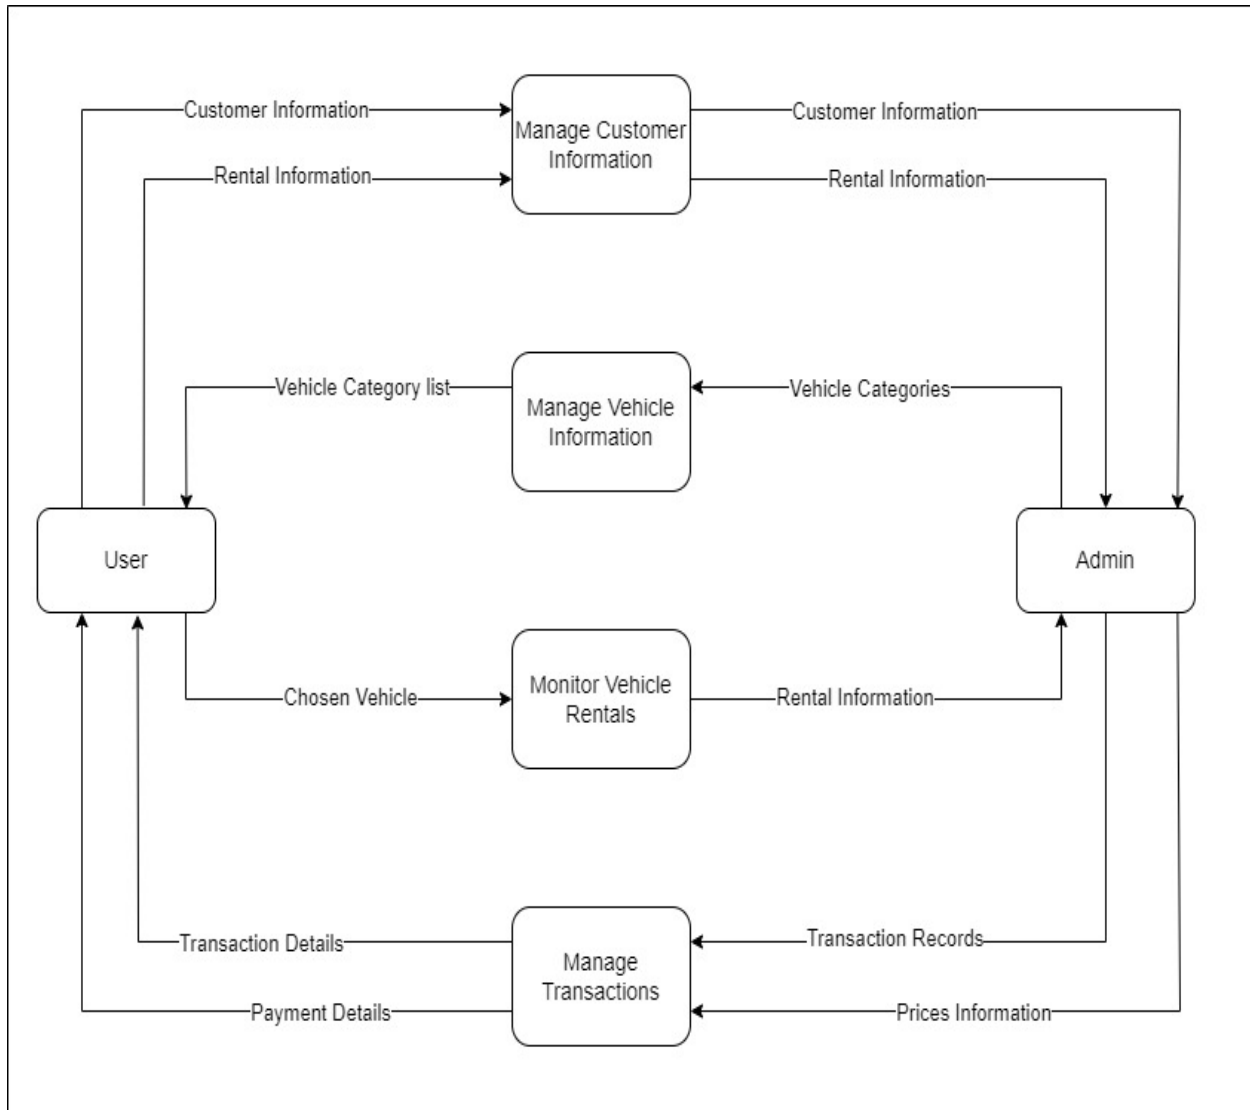 Customer Information
Manage Customer
Information
Customer Information
Rental Information
Rental Information
Vehicle Category list
Manage Vehicle
Information
Vehicle Categories
User
Admin
Chosen Vehicle
Monitor Vehicle
Rentals
Rental Information
Transaction Details
Manage
Transactions
Transaction Records
Payment Details
Prices Information